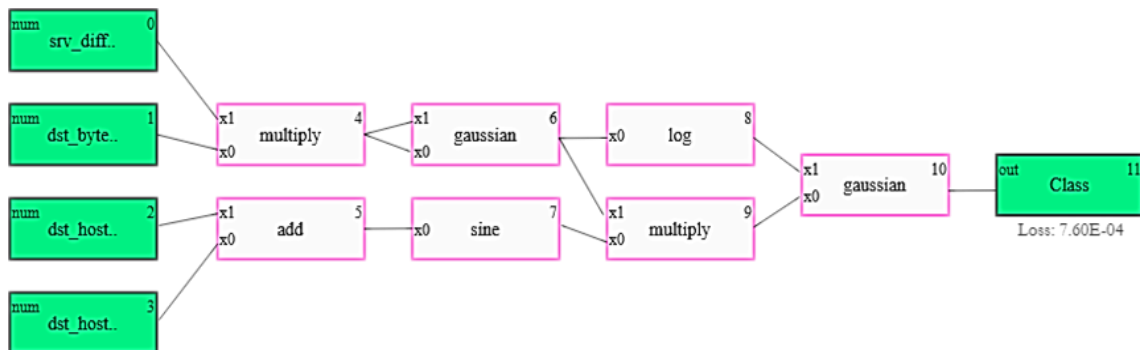 num 0
srv_diff..
num 1
dst_byte..
num 2
dst_host..
num 3
dst_host..
x1 4
multiply
x0
x1 5
add
x0
x1 6
gaussian
x0
7
x0 sine
8
x0 log
x1 9
multiply
x0
x1 10
gaussian
x0
out 11
Class
Loss: 7.60E-04